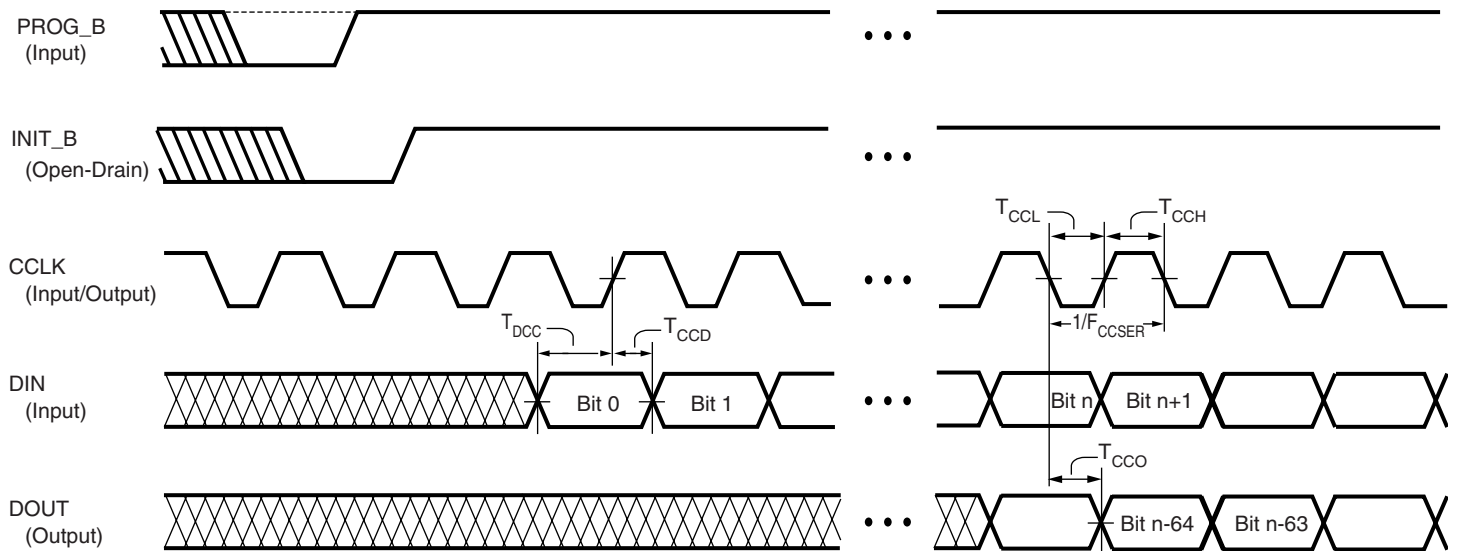 PROG_B
(Input)
INIT_B
(Open-Drain)
T_CCL
T_CCH
CCLK
(Input/Output)
1/F_CCSER
T_DCC
T_CCD
DIN
(Input)
Bit 0
Bit 1
Bit n
Bit n+1
T_CCO
DOUT
(Output)
Bit n-64
Bit n-63